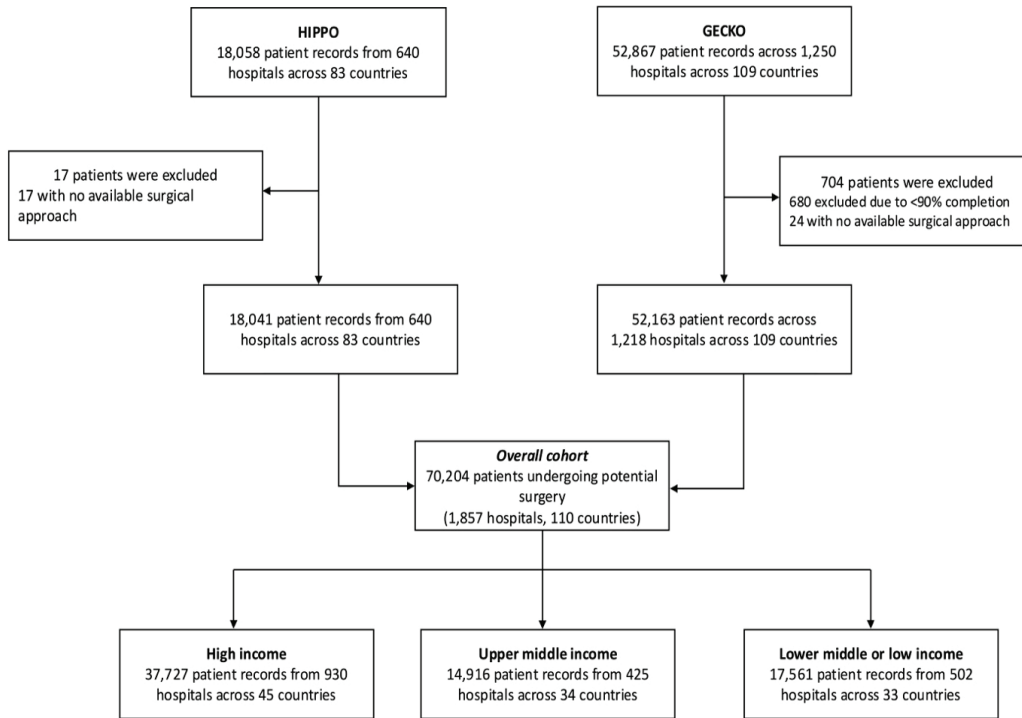 HIPPO
18,058 patient records from 640
hospitals across 83 countries
GECKO
52,867 patient records across 1,250
hospitals across 109 countries
17 patients were excluded
17 with no available surgical
approach
704 patients were excluded
680 excluded due to <90% completion
24 with no available surgical approach
18,041 patient records from 640
hospitals across 83 countries
52,163 patient records across
1,218 hospitals across 109 countries
Overall cohort
70,204 patients undergoing potential
surgery
(1,857 hospitals, 110 countries)
High income
37,727 patient records from 930
hospitals across 45 countries
Upper middle income
14,916 patient records from 425
hospitals across 34 countries
Lower middle or low income
17,561 patient records from 502
hospitals across 33 countries